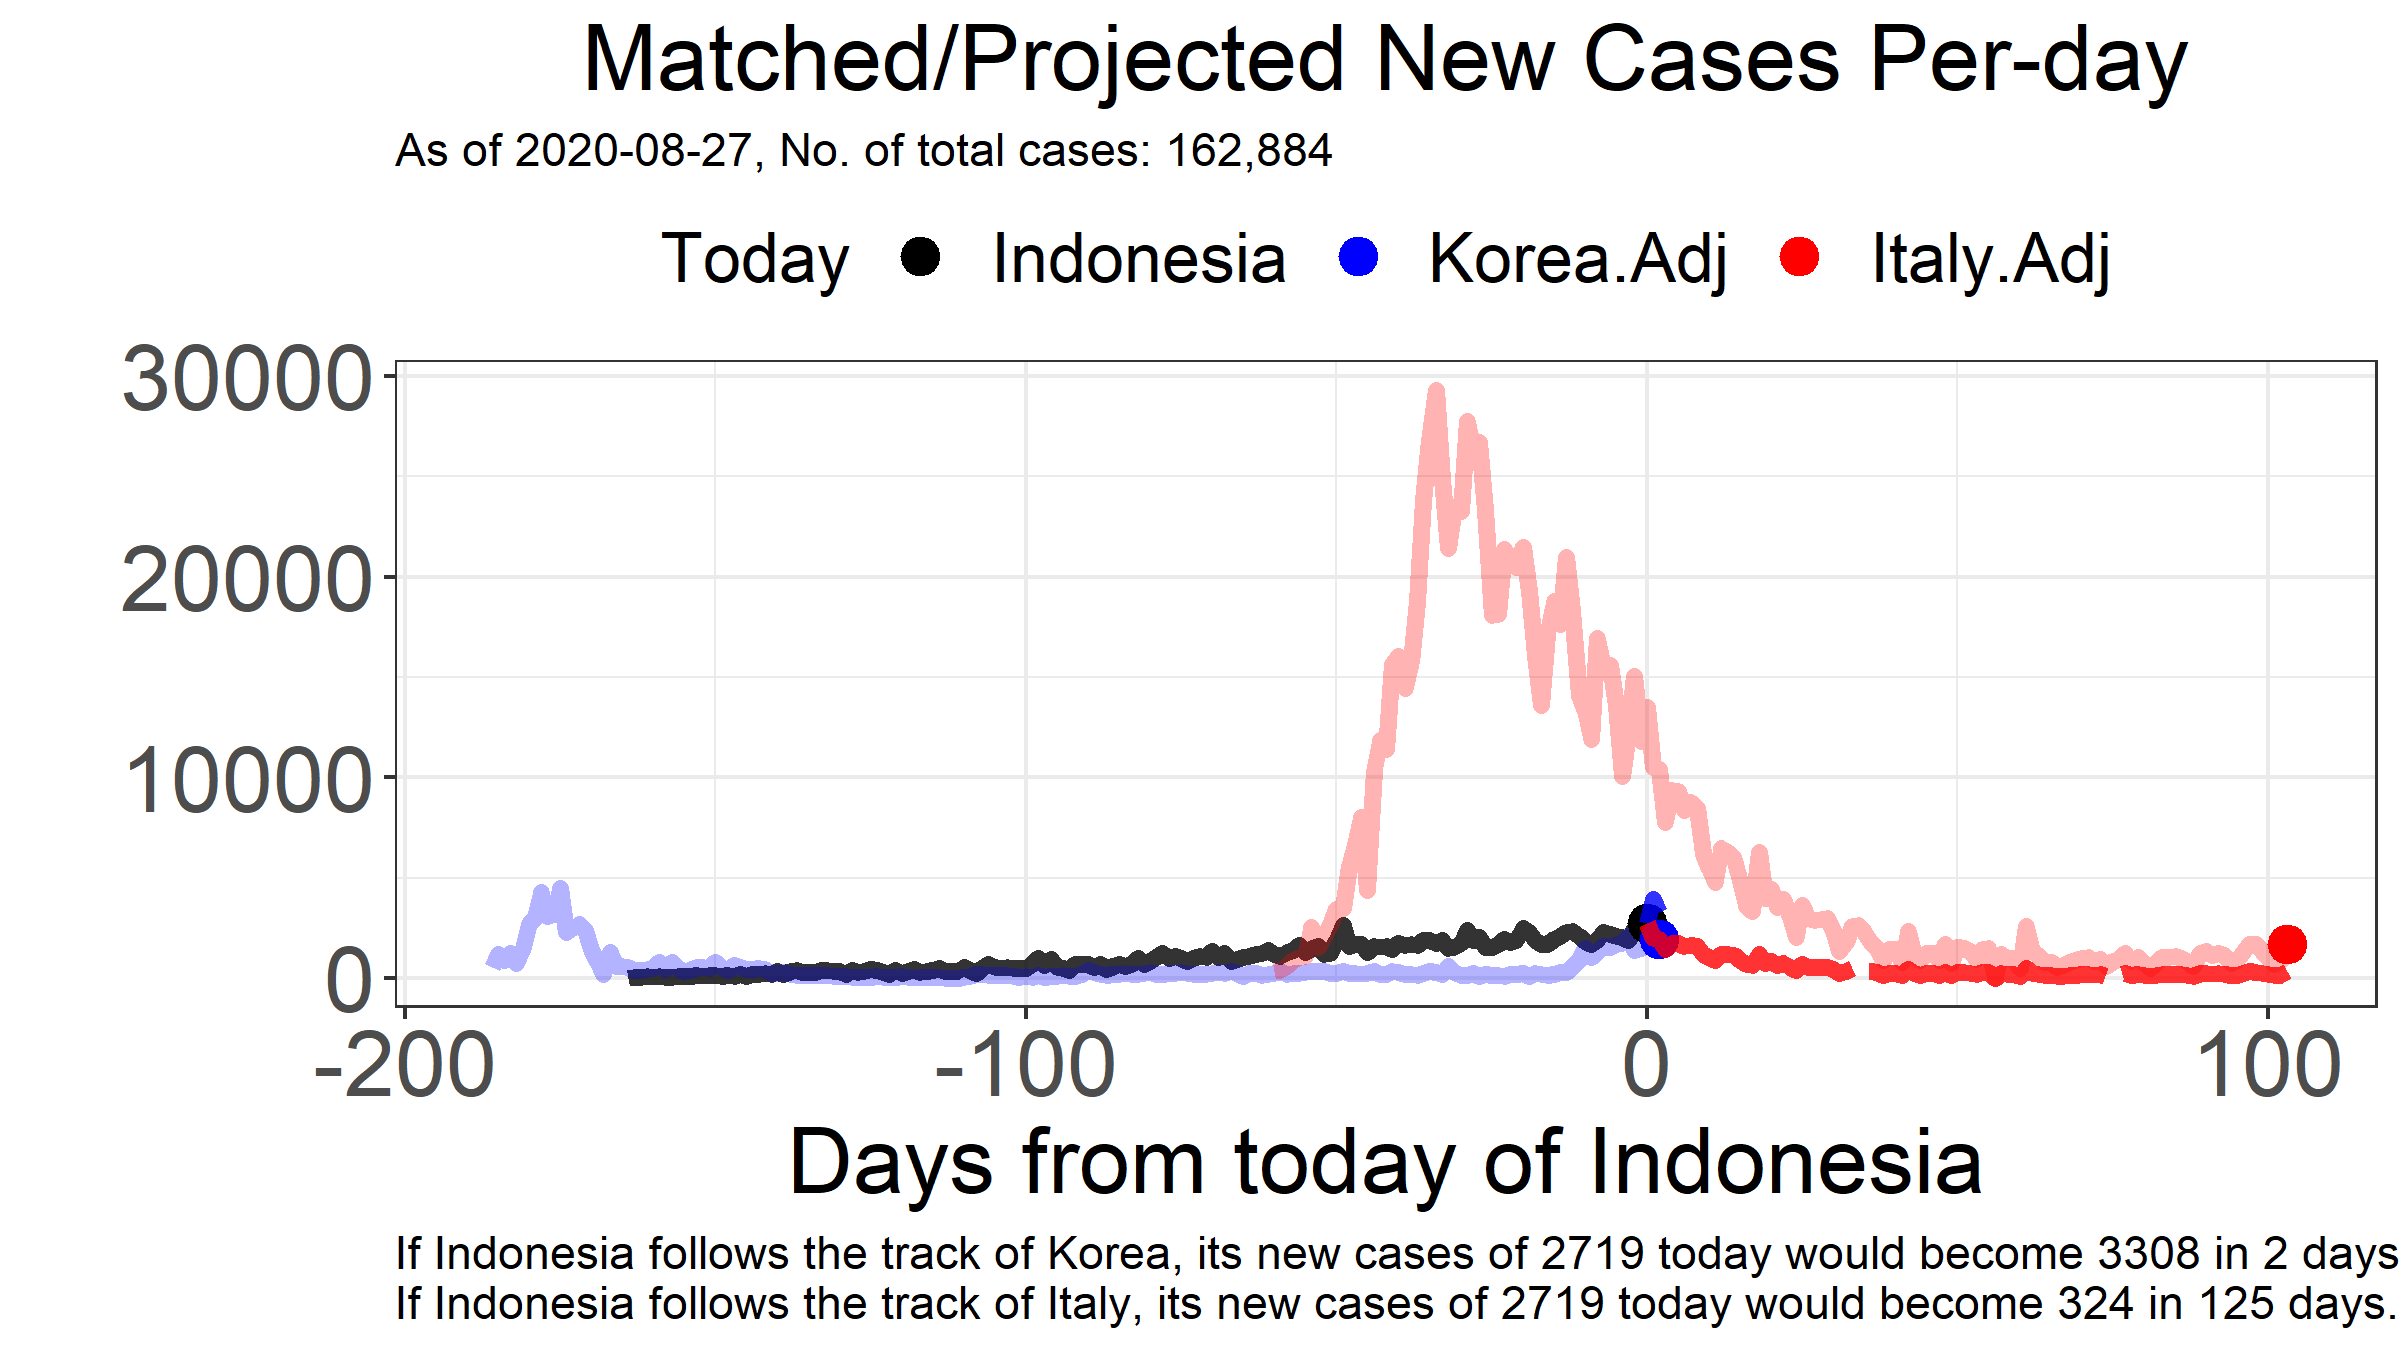 Matched/Projected New Cases Per-day
As of 2020-08-27, No. of total cases: 162,884
Today Indonesia Korea.Adj Italy.Adj
30000
20000
10000
0
-200 -100 0 100
Days from today of Indonesia
If Indonesia follows the track of Korea, its new cases of 2719 today would become 3308 in 2 days
If Indonesia follows the track of Italy, its new cases of 2719 today would become 324 in 125 days.